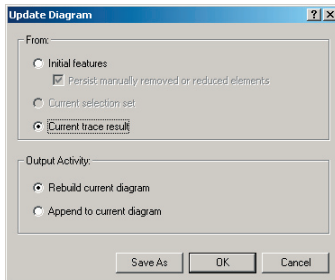 Update Diagram
From:
Initial features
Persist manually removed or reduced elements
Current selection set
Current trace result
Output Activity:
Rebuild current diagram
Append to current diagram
Save As OK Cancel